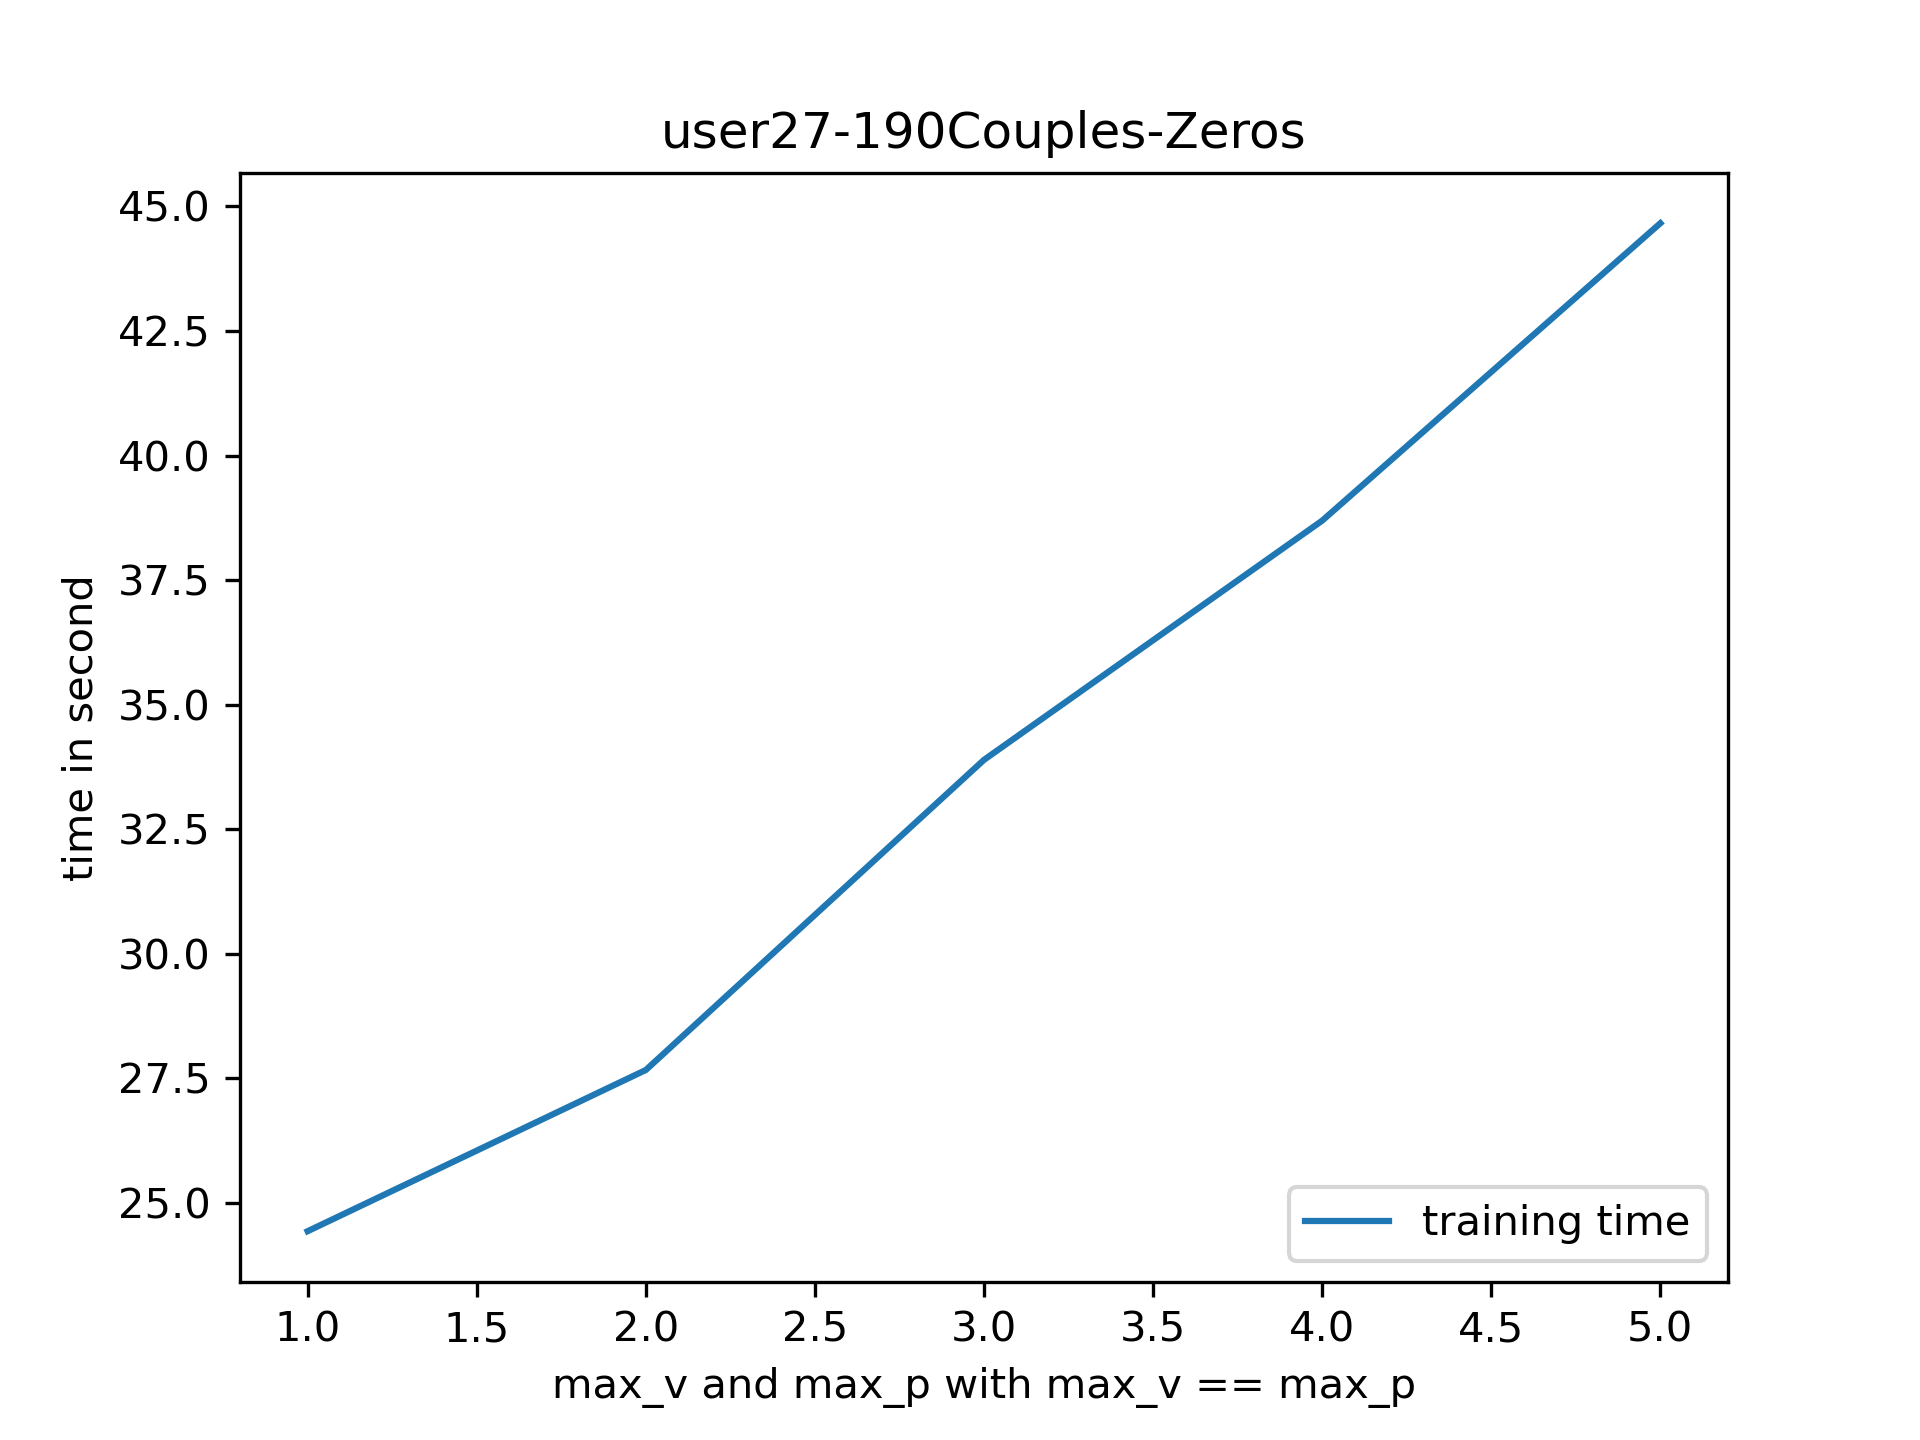 user27-190Couples-Zeros
45.0
42.5
40.0
37.5
35.0
32.5
30.0
27.5
25.0
time in second
training time
1.0 1.5 2.0 2.5 3.0 3.5 4.0 4.5 5.0
max_v and max_p with max_v == max_p